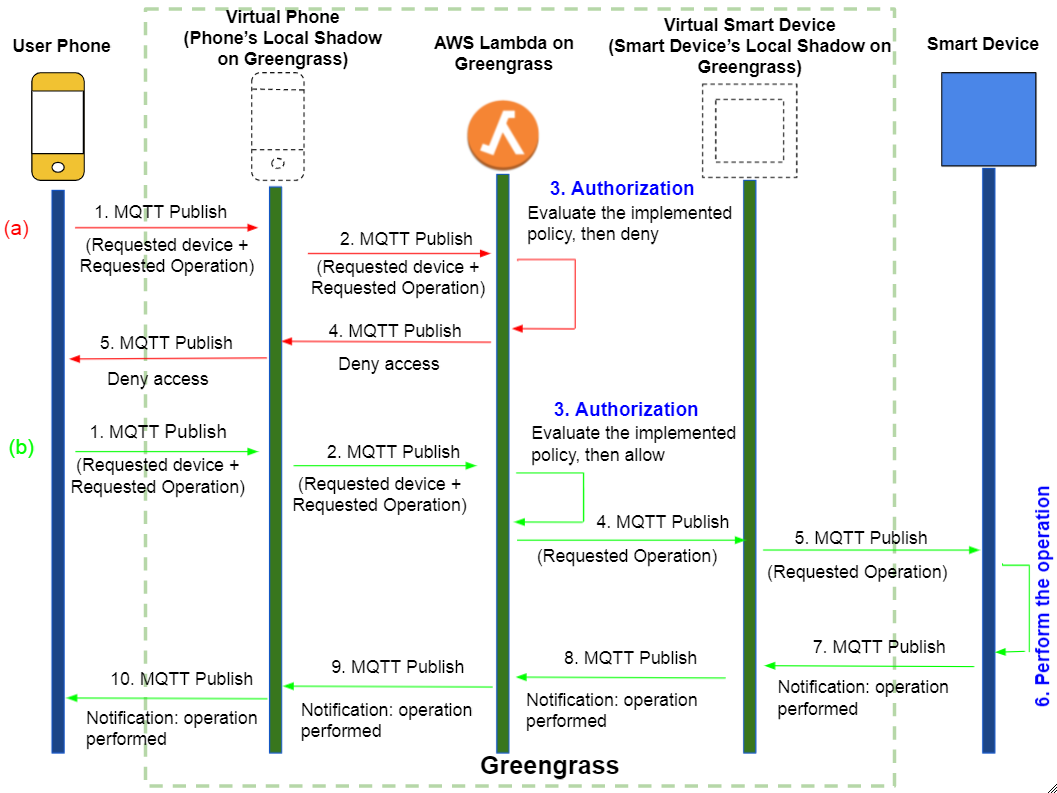 User Phone
Virtual Phone
(Phone's Local Shadow
on Greengrass)
AWS Lambda on
Greengrass
Virtual Smart Device
(Smart Device's Local Shadow on
Greengrass)
Smart Device
(a)
1. MQTT Publish
(Requested device +
Requested Operation)
2. MQTT Publish
(Requested device +
Requested Operation)
3. Authorization
Evaluate the implemented
policy, then deny
4. MQTT Publish
Deny access
5. MQTT Publish
Deny access
(b)
1. MQTT Publish
(Requested device +
Requested Operation)
2. MQTT Publish
(Requested device +
Requested Operation)
3. Authorization
Evaluate the implemented
policy, then allow
4. MQTT Publish
(Requested Operation)
5. MQTT Publish
(Requested Operation)
6. Perform the operation
7. MQTT Publish
Notification: operation
performed
8. MQTT Publish
Notification: operation
performed
9. MQTT Publish
Notification: operation
performed
10. MQTT Publish
Notification: operation
performed
Greengrass